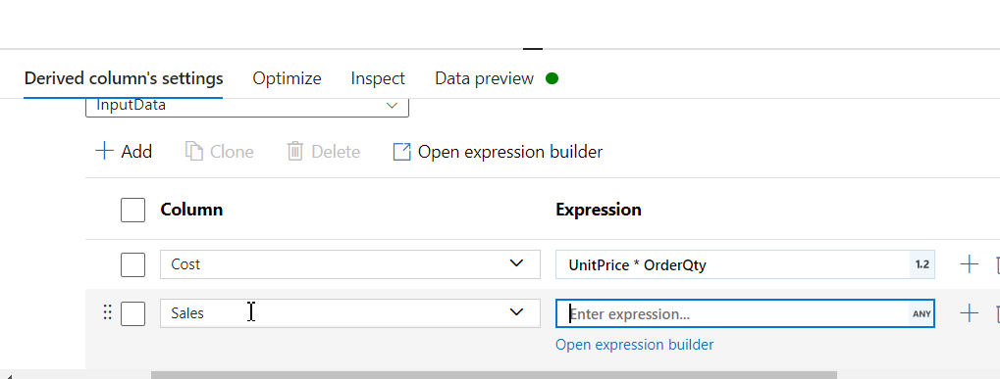 Derived column's settings Optimize Inspect Data preview
InputData
Add Clone Delete Open expression builder
Column Expression
Cost UnitPrice * OrderQty 1.2
Sales Enter expression... ANY
Open expression builder